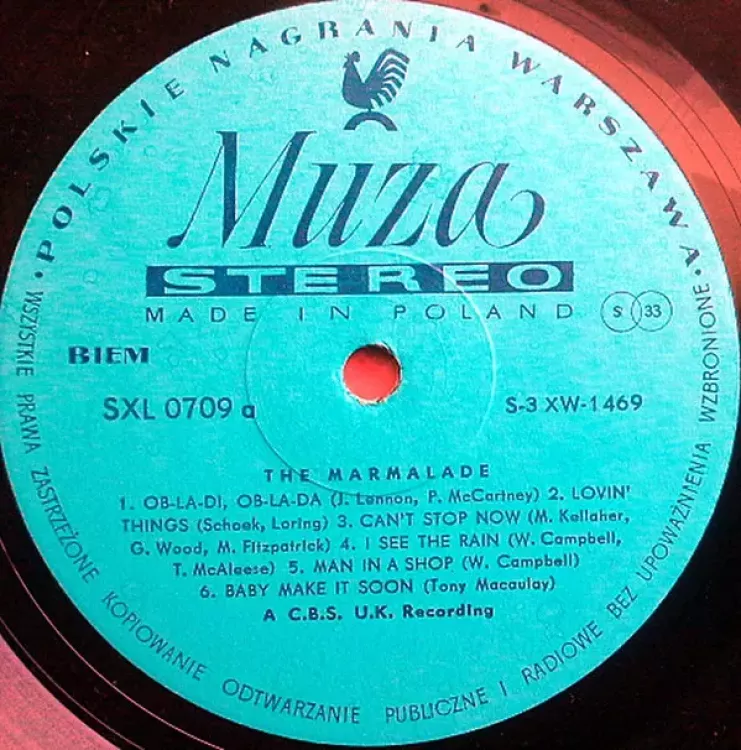 • POLSKIE NAGRANIA WARSZAWA •
Muza
STEREO
MADE IN POLAND S 33
BIEM
SXL 0709 a
S-3 XW-1469
THE MARMALADE
1. OB-LA-DI, OB-LA-DA (J. Lennon, P. McCartney) 2. LOVIN'
THINGS (Schoek, Loring) 3. CAN'T STOP NOW (M. Kellaher,
G. Wood, M. Fitzpatrick) 4. I SEE THE RAIN (W. Campbell,
T. McAleese) 5. MAN IN A SHOP (W. Campbell)
6. BABY MAKE IT SOON (Tony Macaulay)
A C.B.S. U.K. Recording
WSZYSTKIE PRAWA ZASTRZEŻONE KOPIOWANIE ODTWARZANIE PUBLICZNE I RADIOWE BEZ UPOWAŻNIENIA WZBRONIONE